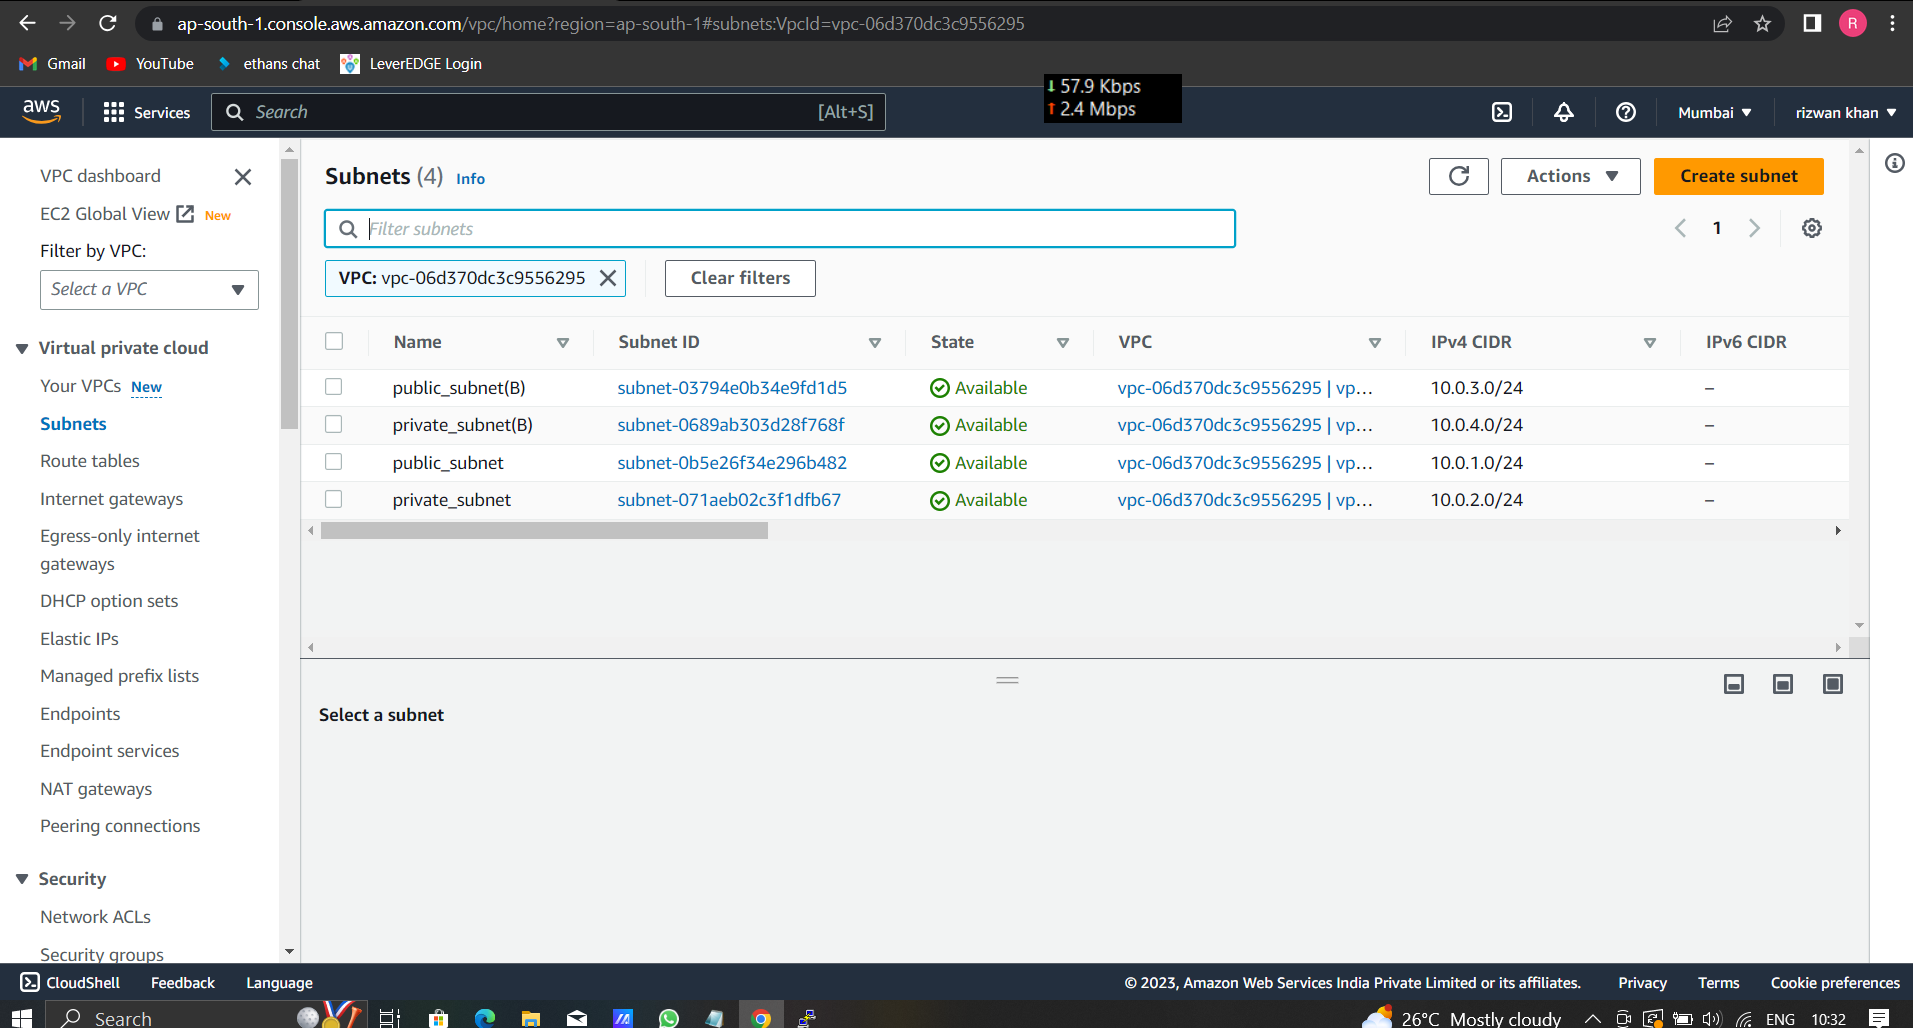 ap-south-1.console.aws.amazon.com/vpc/home?region=ap-south-1#subnets:VpcId=vpc-06d370dc3c9556295
R
Gmail YouTube ethans chat LeverEDGE Login
57.9 Kbps
2.4 Mbps
aws Services Search [Alt+S] Mumbai rizwan khan
VPC dashboard
EC2 Global View New
Filter by VPC:
Select a VPC
Virtual private cloud
Your VPCs New
Subnets
Route tables
Internet gateways
Egress-only internet
gateways
DHCP option sets
Elastic IPs
Managed prefix lists
Endpoints
Endpoint services
NAT gateways
Peering connections
Security
Network ACLs
Security groups
Subnets (4) Info
Actions Create subnet
Filter subnets
1
VPC: vpc-06d370dc3c9556295 Clear filters
Name Subnet ID State VPC IPv4 CIDR IPv6 CIDR
public_subnet(B) subnet-03794e0b34e9fd1d5 Available vpc-06d370dc3c9556295 | vp... 10.0.3.0/24 –
private_subnet(B) subnet-0689ab303d28f768f Available vpc-06d370dc3c9556295 | vp... 10.0.4.0/24 –
public_subnet subnet-0b5e26f34e296b482 Available vpc-06d370dc3c9556295 | vp... 10.0.1.0/24 –
private_subnet subnet-071aeb02c3f1dfb67 Available vpc-06d370dc3c9556295 | vp... 10.0.2.0/24 –
Select a subnet
CloudShell Feedback Language © 2023, Amazon Web Services India Private Limited or its affiliates. Privacy Terms Cookie preferences
Search 26°C Mostly cloudy ENG 10:32